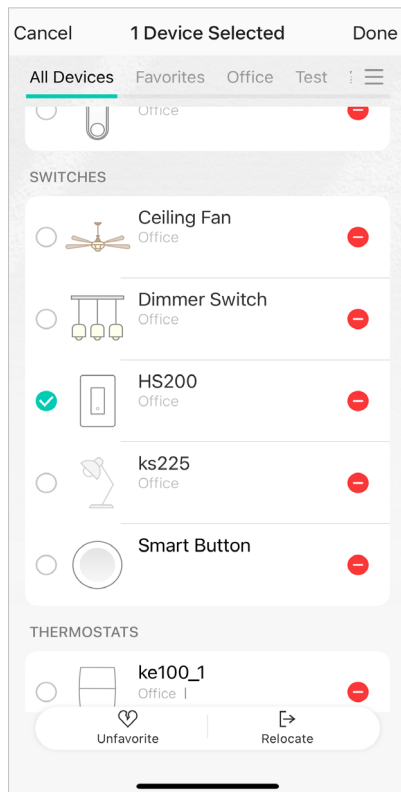 Cancel 1 Device Selected Done
All Devices Favorites Office Test
Office
SWITCHES
Ceiling Fan
Office
Dimmer Switch
Office
HS200
Office
ks225
Office
Smart Button
THERMOSTATS
ke100_1
Office |
Unfavorite Relocate